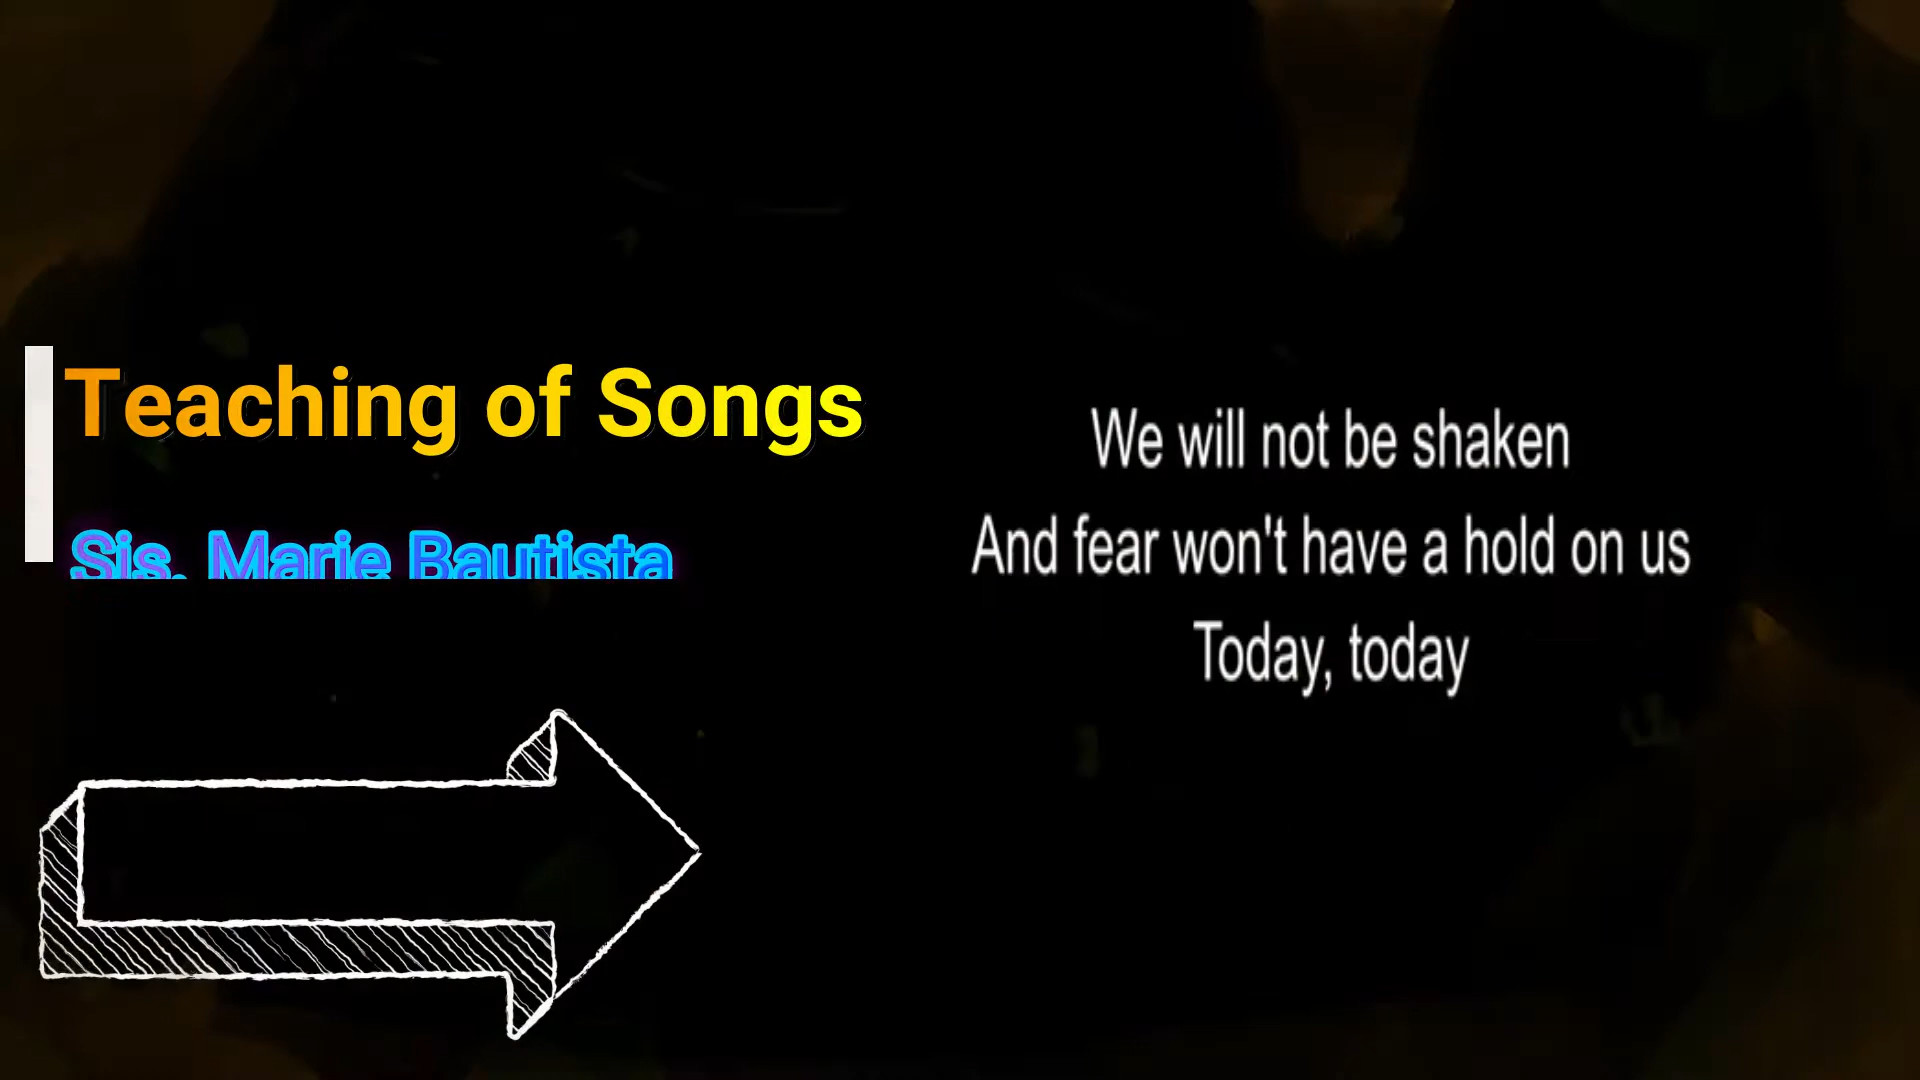 Teaching of Songs
Sis. Marie Bautista
We will not be shaken
And fear won't have a hold on us
Today, today